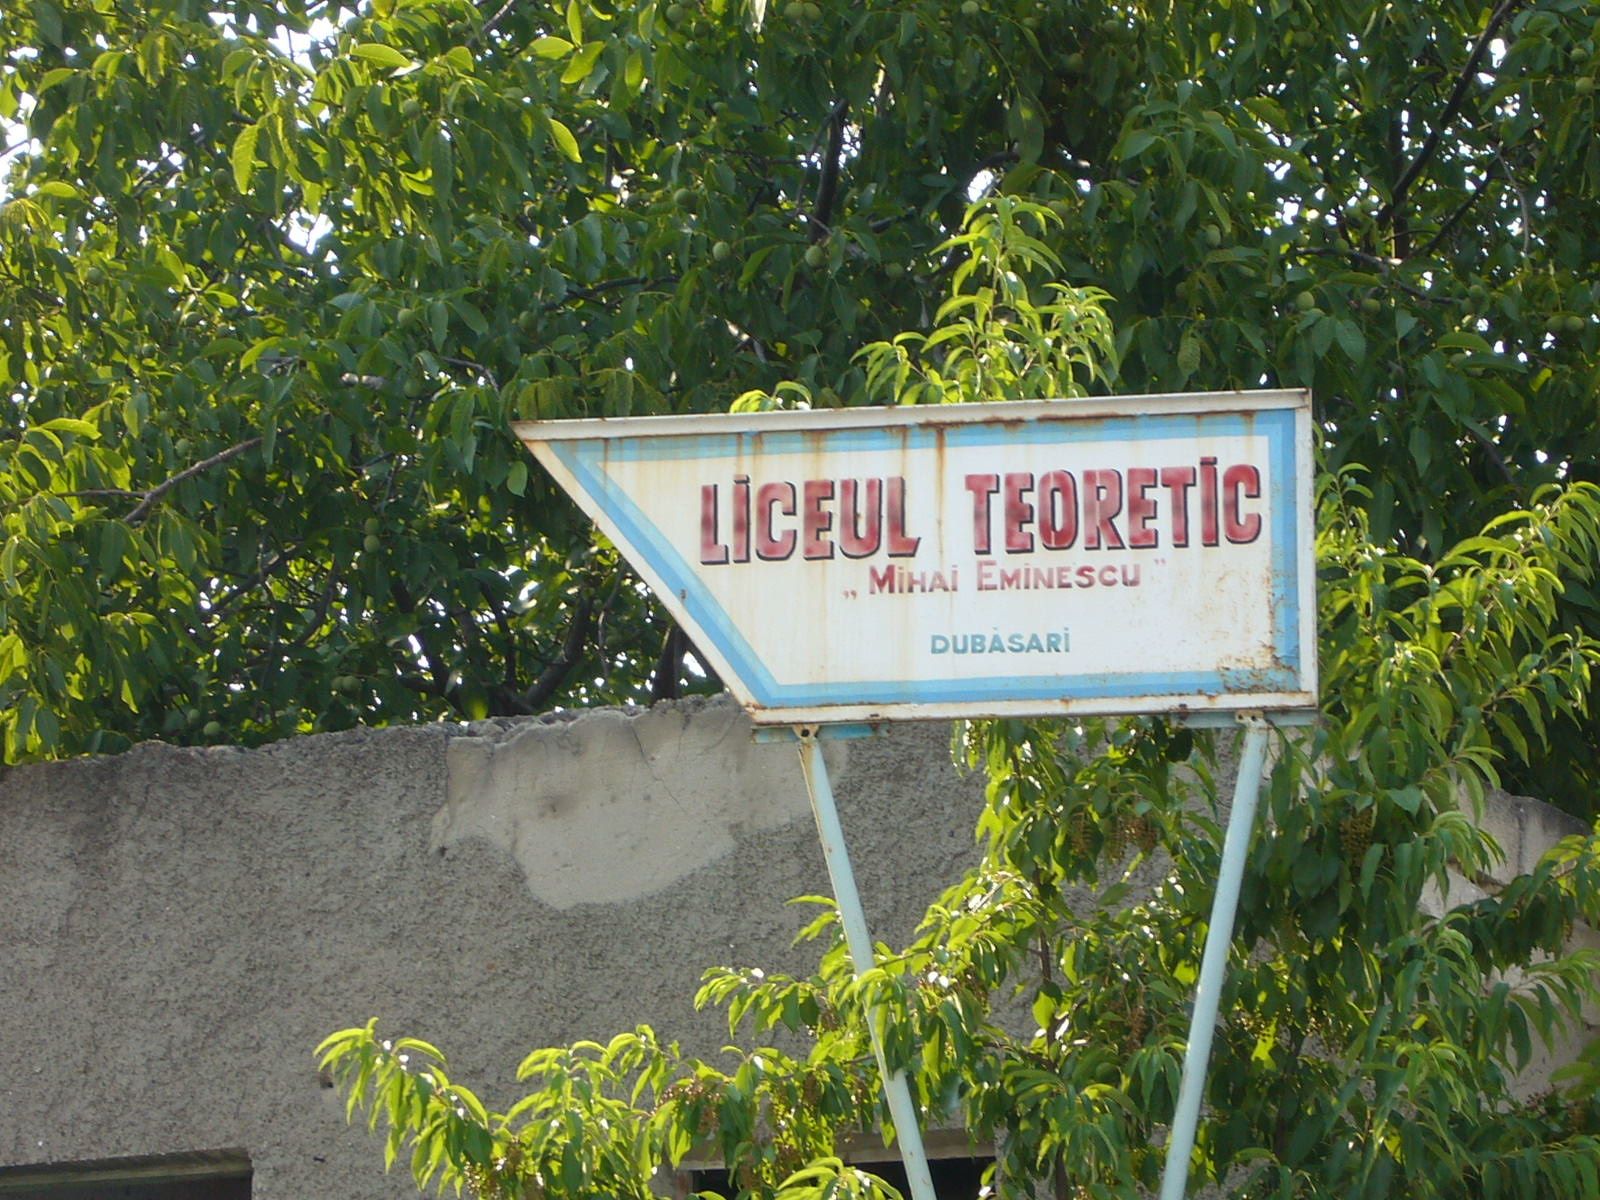 LICEUL TEORETIC
„MIHAI EMINESCU”
DUBĂSARI